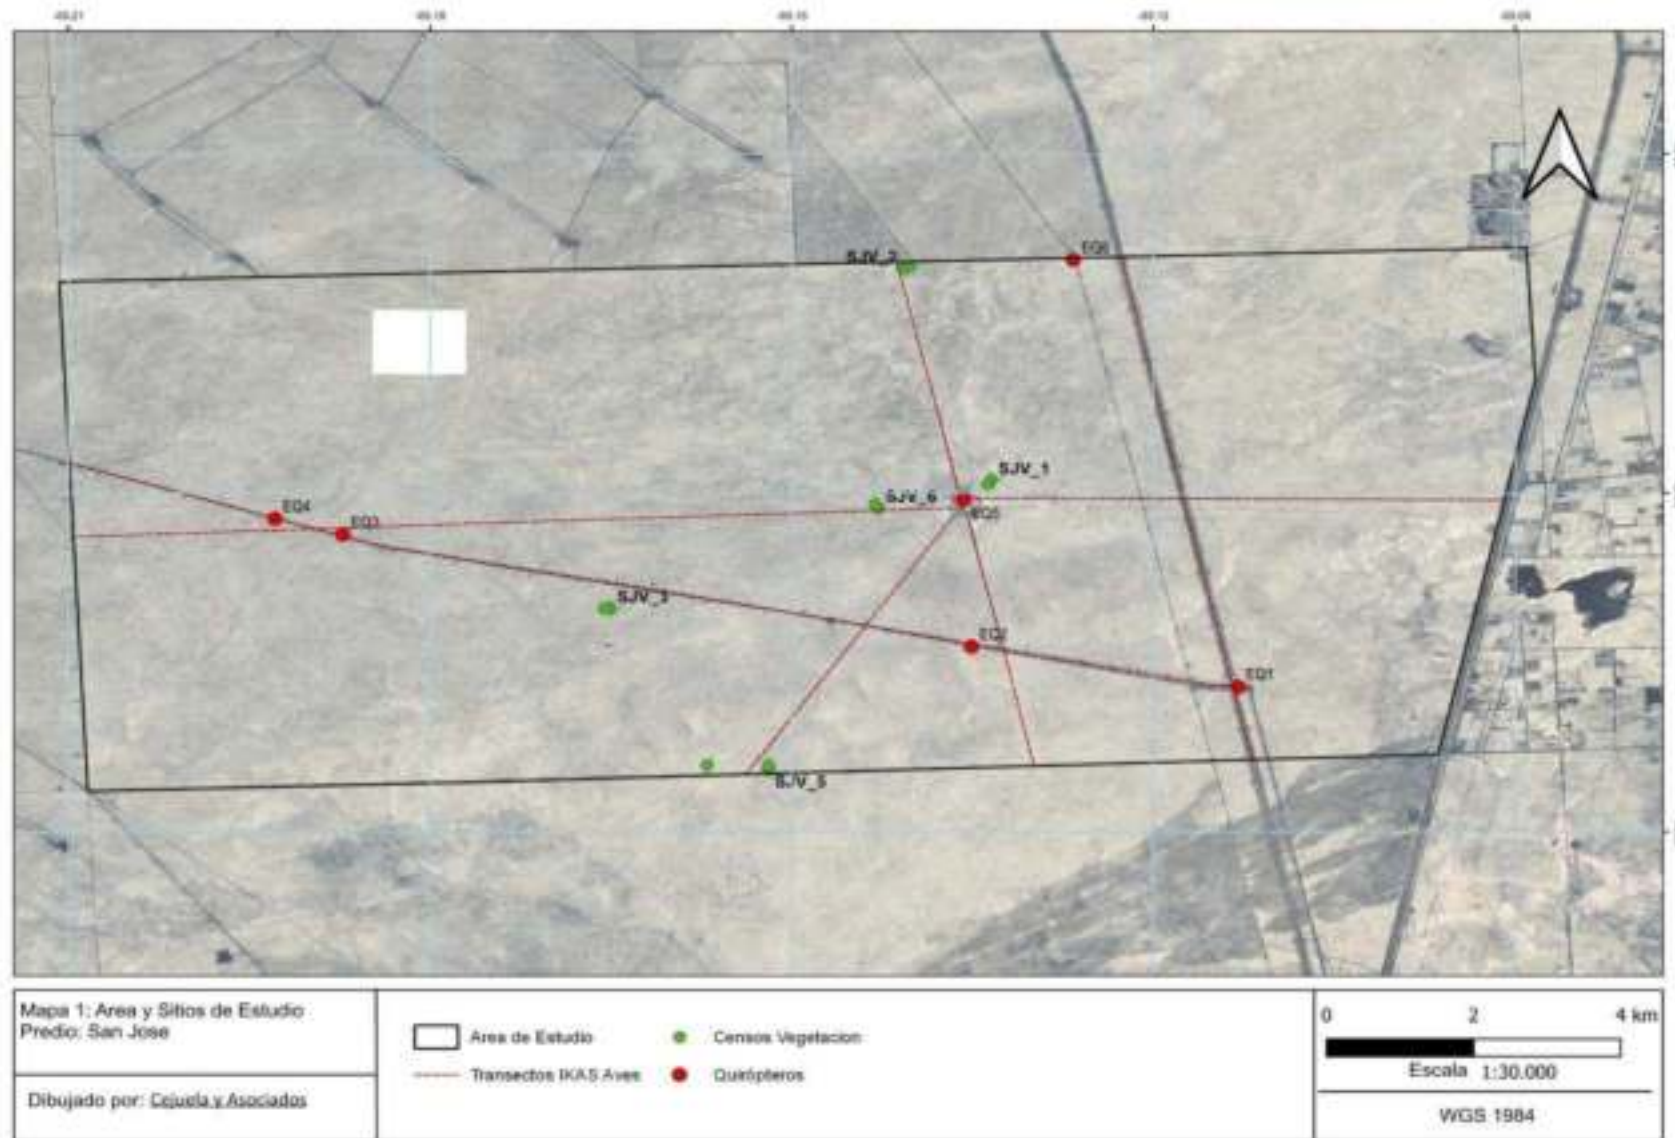 SJV_2
EQ6
SJV_1
SJV_6
EQ5
EQ4
EQ3
SJV_3
EQ2
EQ1
SJV_5
Mapa 1: Area y Sitios de Estudio
Predio: San Jose
Dibujado por: Cejuela y Asociados
Area de Estudio
Censos Vegetacion
Transectos IKAS Aves
Quirópteros
0 2 4 km
Escala 1:30.000
WGS 1984